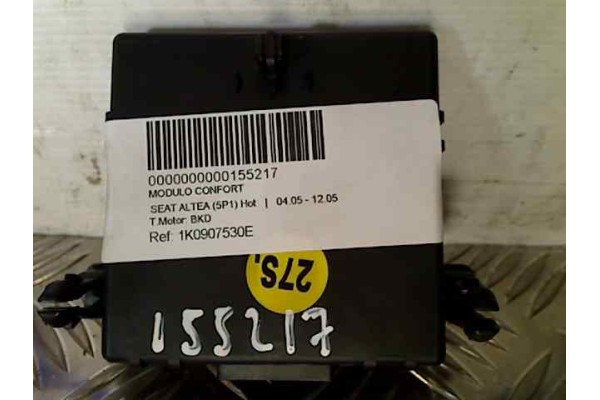 0000000000155217
MODULO CONFORT
SEAT ALTEA (5P1) Hot | 04.05 - 12.05
T.Motor: BKD
Ref: 1K0907530E
27S.
155217